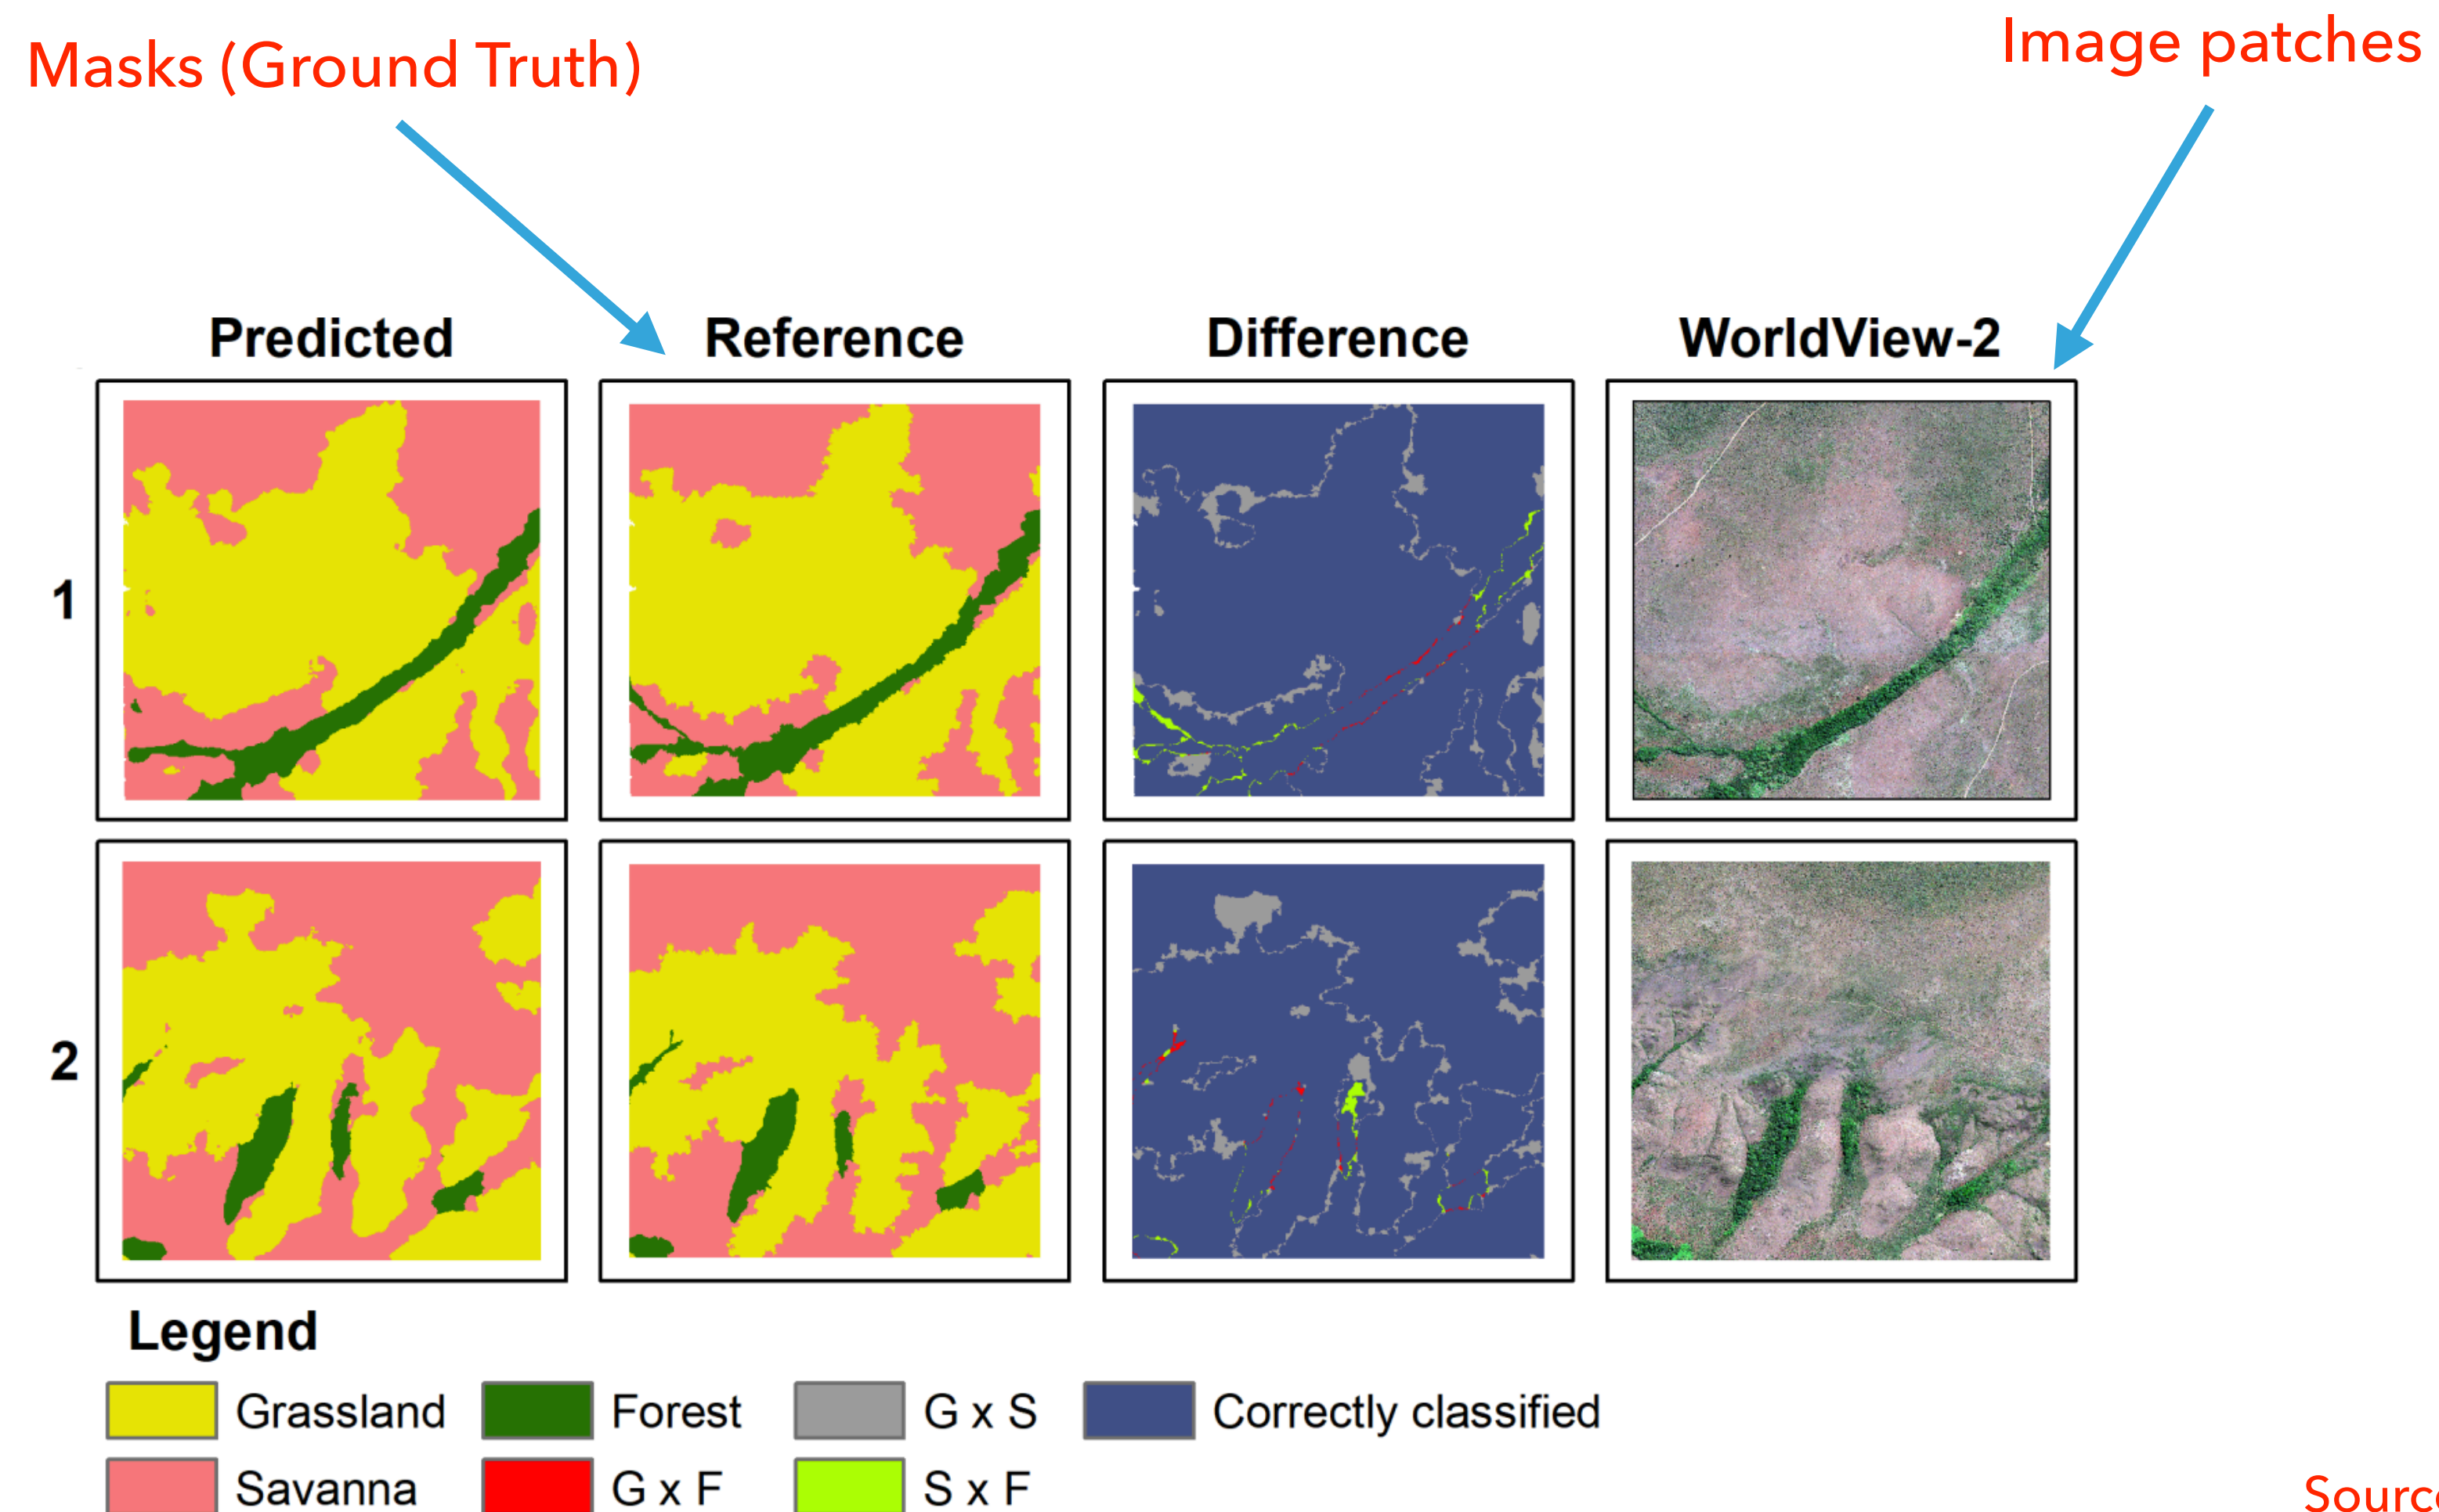 Masks (Ground Truth)
Image patches
Predicted
Reference
Difference
WorldView-2
1
2
Legend
Grassland
Forest
G x S
Correctly classified
Savanna
G x F
S x F